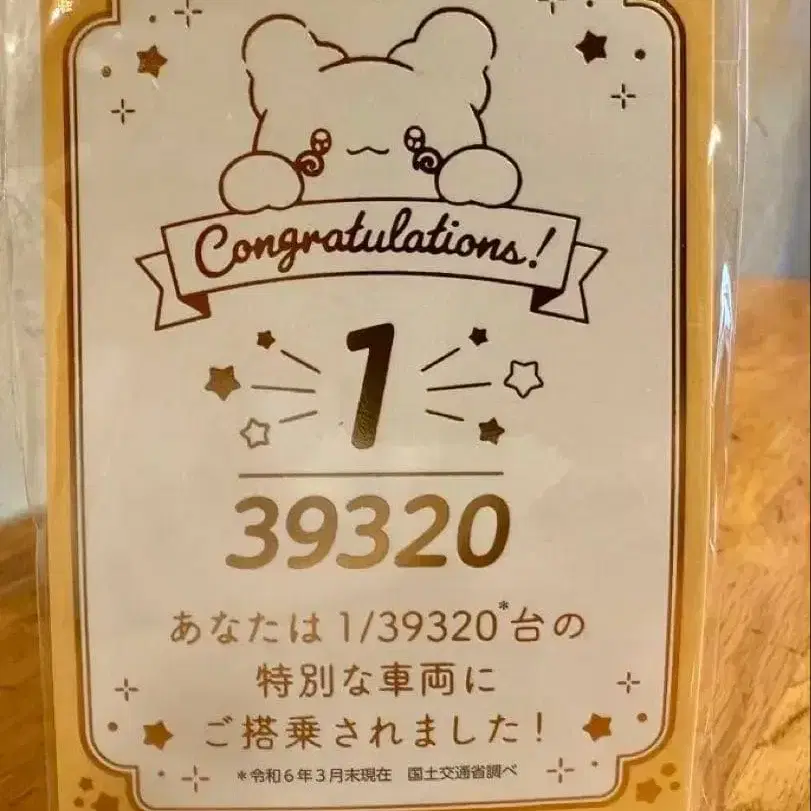 Congratulations!
1
39320
あなたは1/39320*台の
特別な車両に
ご搭乗されました！
*令和6年3月末現在　国土交通省調べ